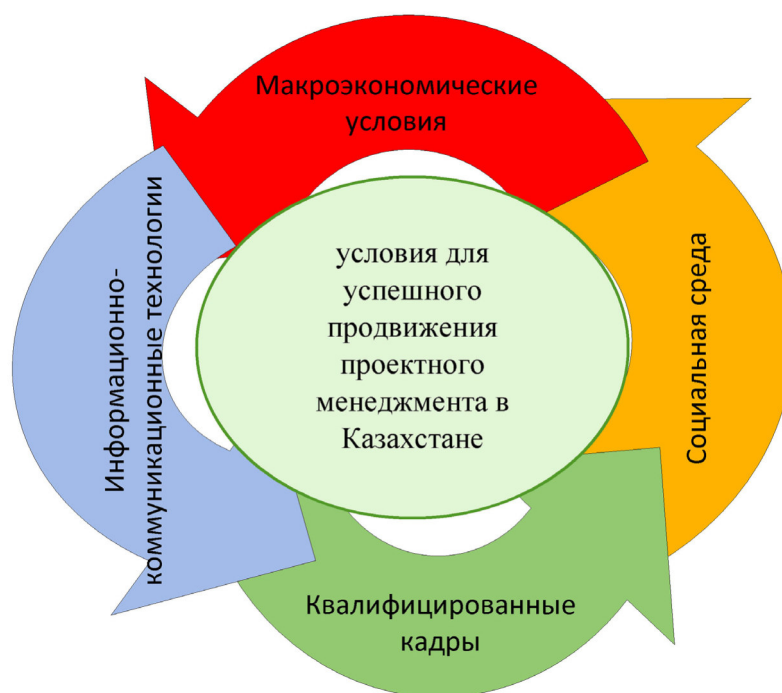 Макроэкономические
условия
Информационно-
коммуникационные технологии
условия для
успешного
продвижения
проектного
менеджмента в
Казахстане
Социальная среда
Квалифицированные
кадры